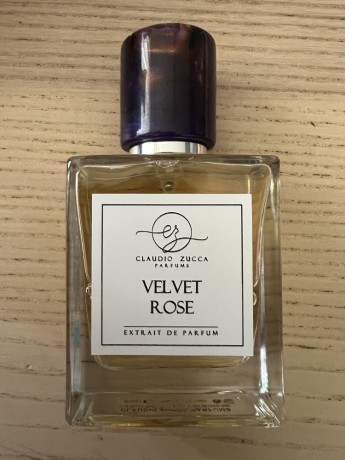 CLAUDIO ZUCCA
PARFUMS
VELVET
ROSE
EXTRAIT DE PARFUM